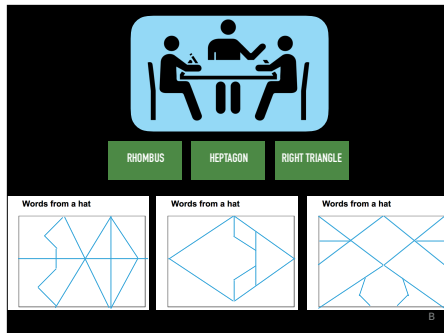 RHOMBUS
HEPTAGON
RIGHT TRIANGLE
Words from a hat
Words from a hat
Words from a hat
B